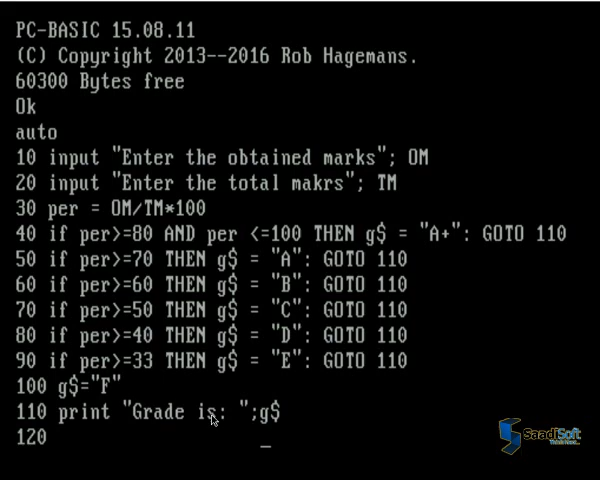 PC-BASIC 15.08.11
(C) Copyright 2013--2016 Rob Hagemans.
60300 Bytes free
Ok
auto
10 input "Enter the obtained marks"; OM
20 input "Enter the total makrs"; TM
30 per = OM/TM*100
40 if per>=80 AND per <=100 THEN g$ = "A+": GOTO 110
50 if per>=70 THEN g$ = "A": GOTO 110
60 if per>=60 THEN g$ = "B": GOTO 110
70 if per>=50 THEN g$ = "C": GOTO 110
80 if per>=40 THEN g$ = "D": GOTO 110
90 if per>=33 THEN g$ = "E": GOTO 110
100 g$="F"
110 print "Grade is: ";g$
120 _
SaadiSoft